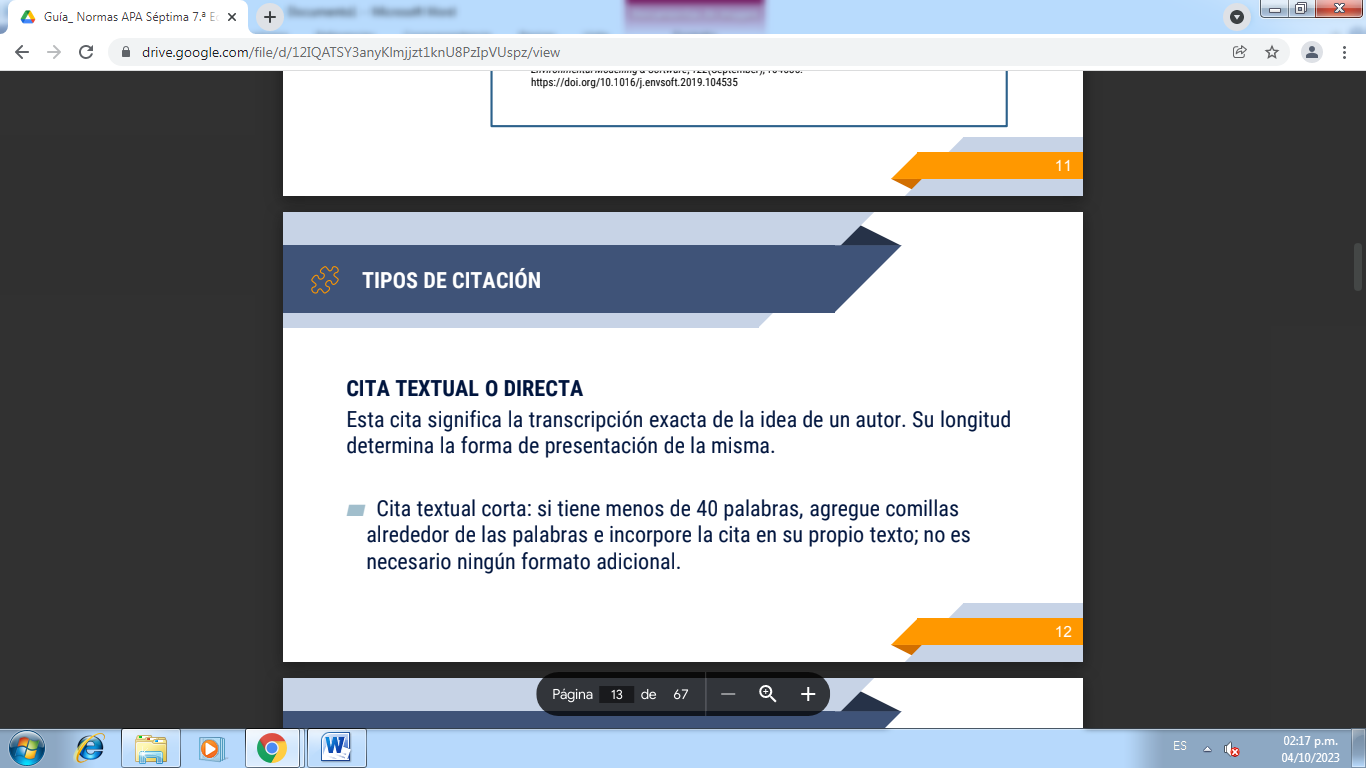 Guía_ Normas APA Séptima 7.ª Ed
Documento1 - Microsoft Word
drive.google.com/file/d/12IQATSY3anyKlmjjzt1knU8PzIpVUspz/view
https://doi.org/10.1016/j.envsoft.2019.104535
11
TIPOS DE CITACIÓN
CITA TEXTUAL O DIRECTA
Esta cita significa la transcripción exacta de la idea de un autor. Su longitud
determina la forma de presentación de la misma.
Cita textual corta: si tiene menos de 40 palabras, agregue comillas
alrededor de las palabras e incorpore la cita en su propio texto; no es
necesario ningún formato adicional.
12
Página 13 de 67
ES
02:17 p.m.
04/10/2023